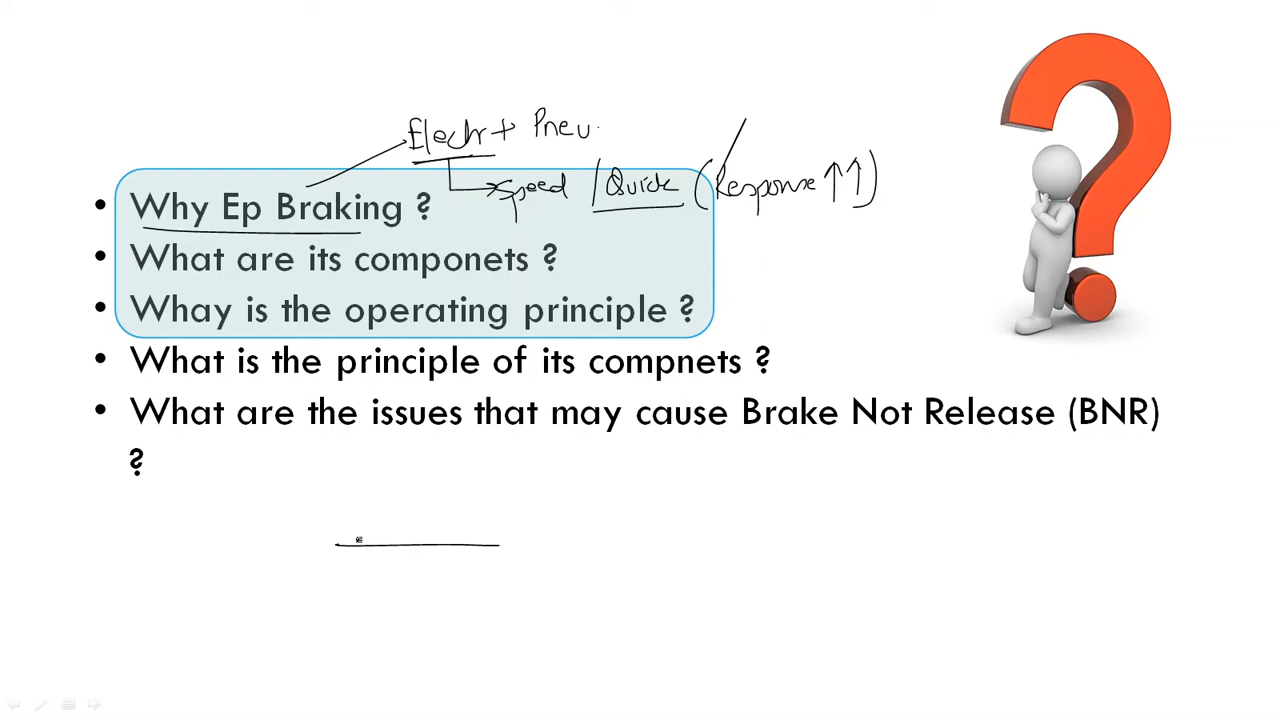 Electr + Pneu.
Speed / Quick (Response ↑↑)
• Why Ep Braking ?
• What are its componets ?
• Whay is the operating principle ?
• What is the principle of its compnets ?
• What are the issues that may cause Brake Not Release (BNR)
?